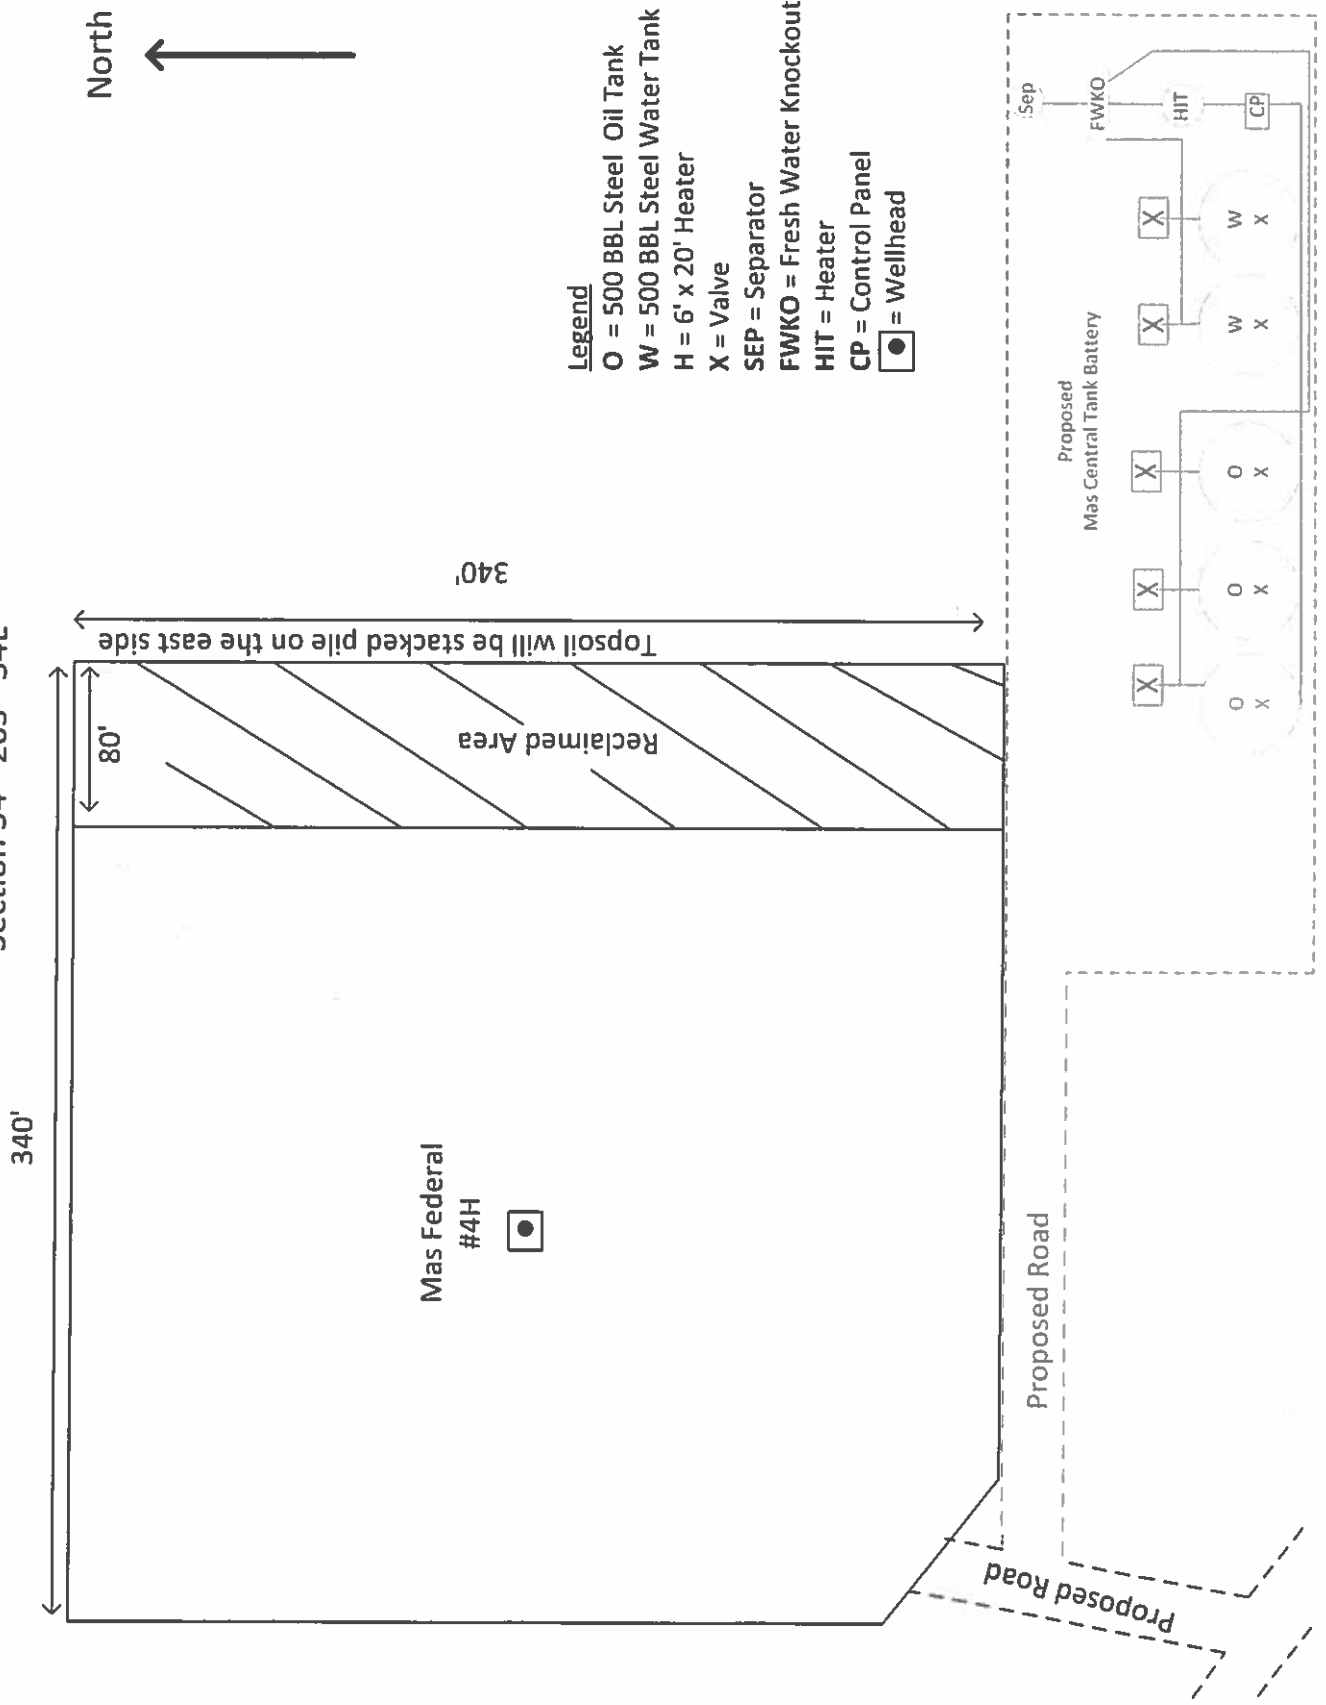 Section 34 - 26S - 34E
340'
North
80'
Topsoil will be stacked pile on the east side
340'
Reclaimed Area
Mas Federal
#4H
Legend
O = 500 BBL Steel Oil Tank
W = 500 BBL Steel Water Tank
H = 6' x 20' Heater
X = Valve
SEP = Separator
FWKO = Fresh Water Knockout
HIT = Heater
CP = Control Panel
= Wellhead
Proposed Road
Proposed Road
Proposed
Mas Central Tank Battery
X
X
X
X
X
O
X
O
X
O
X
W
X
W
X
Sep
FWKO
HIT
CP